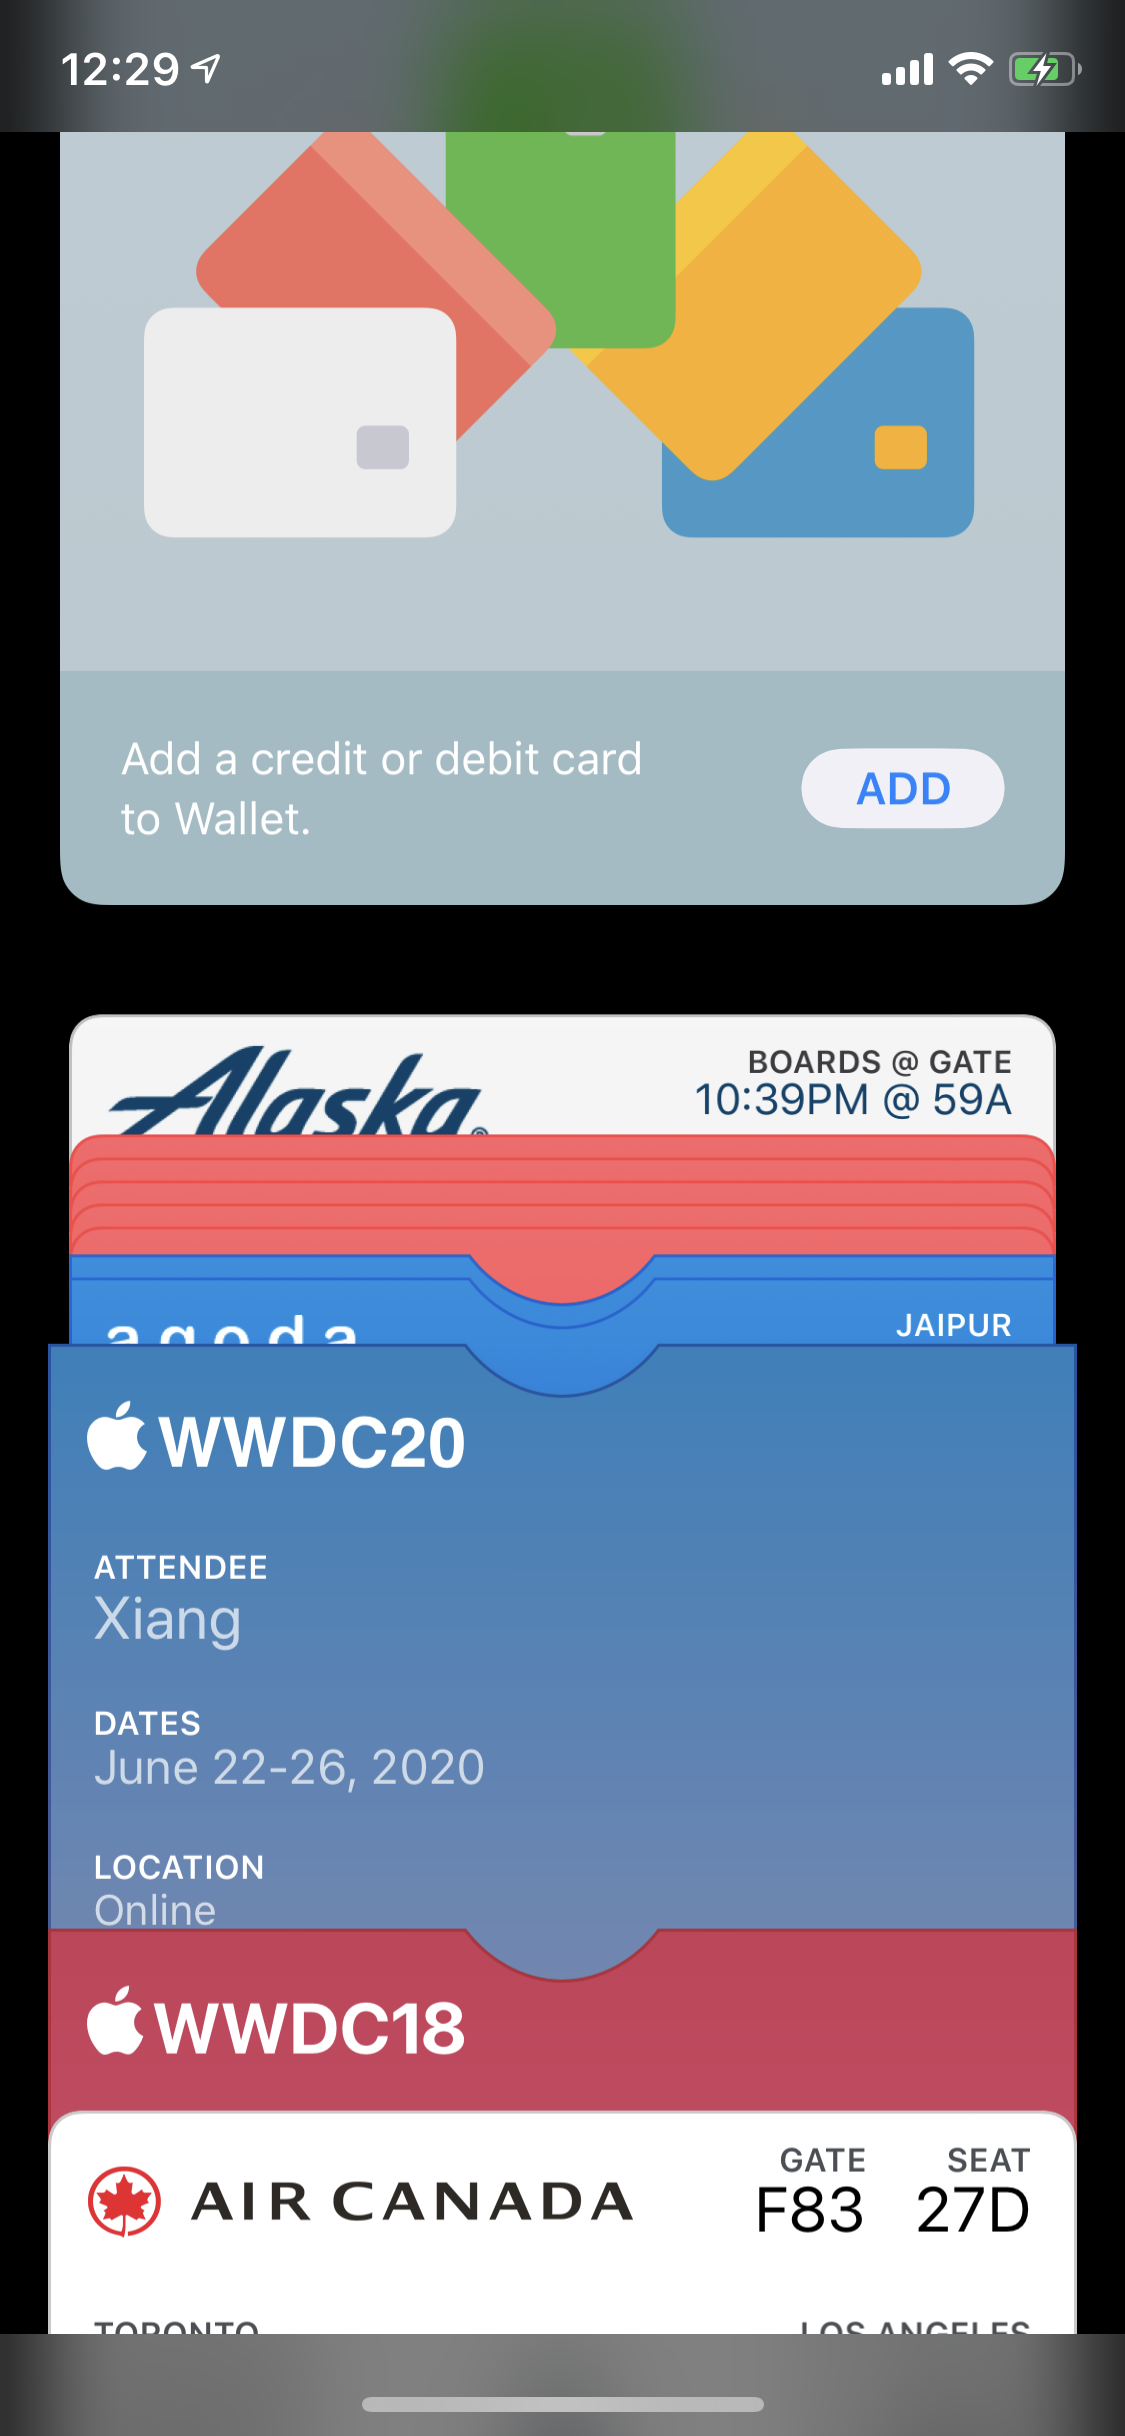 12:29
Add a credit or debit card
to Wallet.
ADD
Alaska®
BOARDS @ GATE
10:39PM @ 59A
agoda
JAIPUR
WWDC20
ATTENDEE
Xiang
DATES
June 22-26, 2020
LOCATION
Online
WWDC18
AIR CANADA
GATE
F83
SEAT
27D
TORONTO
LOS ANGELES